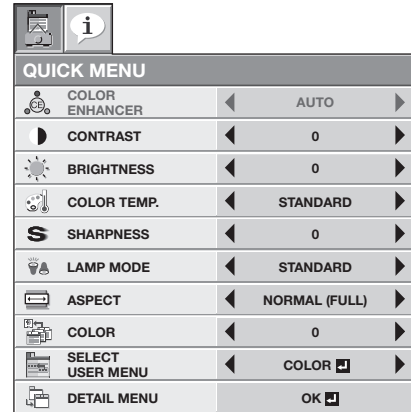 i
QUICK MENU
COLOR
ENHANCER AUTO
CONTRAST 0
BRIGHTNESS 0
COLOR TEMP. STANDARD
SHARPNESS 0
LAMP MODE STANDARD
ASPECT NORMAL (FULL)
COLOR 0
SELECT
USER MENU COLOR
DETAIL MENU OK